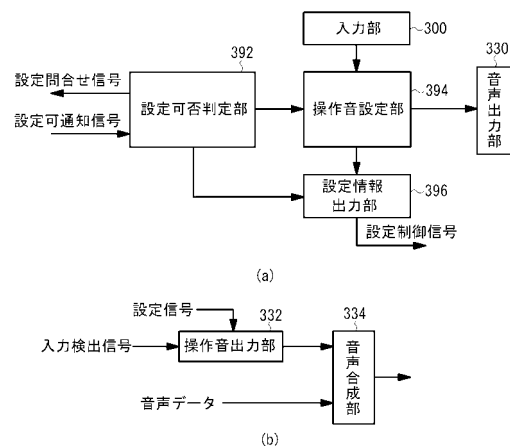 入力部
300
392
330
設定問合せ信号
設定可否判定部
操作音設定部
394
音声出力部
設定可通知信号
設定情報
出力部
396
設定制御信号
(a)
設定信号
332
334
入力検出信号
操作音出力部
音声合成部
音声データ
(b)